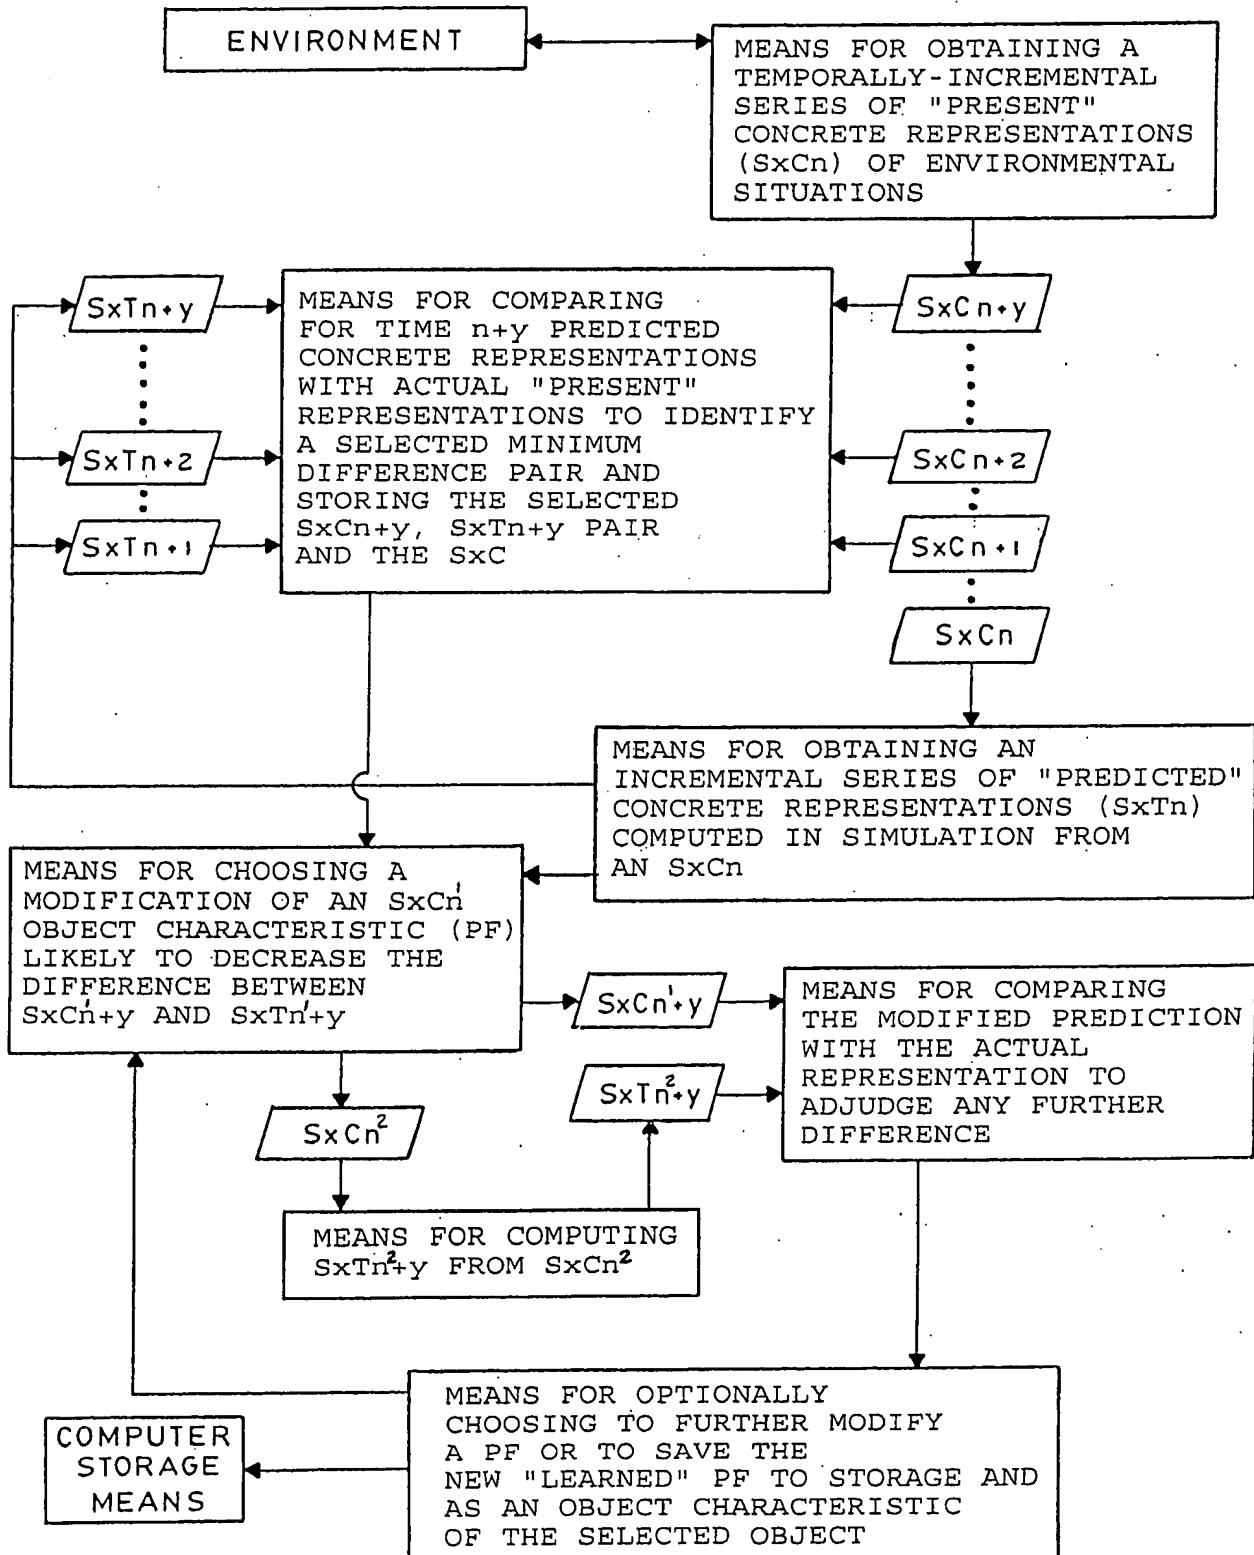 ENVIRONMENT
MEANS FOR OBTAINING A
TEMPORALLY-INCREMENTAL
SERIES OF "PRESENT"
CONCRETE REPRESENTATIONS
(SxCn) OF ENVIRONMENTAL
SITUATIONS
SxTn+y
SxTn+2
SxTn+1
MEANS FOR COMPARING
FOR TIME n+y PREDICTED
CONCRETE REPRESENTATIONS
WITH ACTUAL "PRESENT"
REPRESENTATIONS TO IDENTIFY
A SELECTED MINIMUM
DIFFERENCE PAIR AND
STORING THE SELECTED
SxCn+y, SxTn+y PAIR
AND THE SxC
SxCn+y
SxCn+2
SxCn+1
SxCn
MEANS FOR OBTAINING AN
INCREMENTAL SERIES OF "PREDICTED"
CONCRETE REPRESENTATIONS (SxTn)
COMPUTED IN SIMULATION FROM
AN SxCn
MEANS FOR CHOOSING A
MODIFICATION OF AN SxCn'
OBJECT CHARACTERISTIC (PF)
LIKELY TO DECREASE THE
DIFFERENCE BETWEEN
SxCn'+y AND SxTn'+y
SxCn'+y
SxTn²+y
MEANS FOR COMPARING
THE MODIFIED PREDICTION
WITH THE ACTUAL
REPRESENTATION TO
ADJUDGE ANY FURTHER
DIFFERENCE
SxCn²
MEANS FOR COMPUTING
SxTn²+y FROM SxCn²
COMPUTER
STORAGE
MEANS
MEANS FOR OPTIONALLY
CHOOSING TO FURTHER MODIFY
A PF OR TO SAVE THE
NEW "LEARNED" PF TO STORAGE AND
AS AN OBJECT CHARACTERISTIC
OF THE SELECTED OBJECT